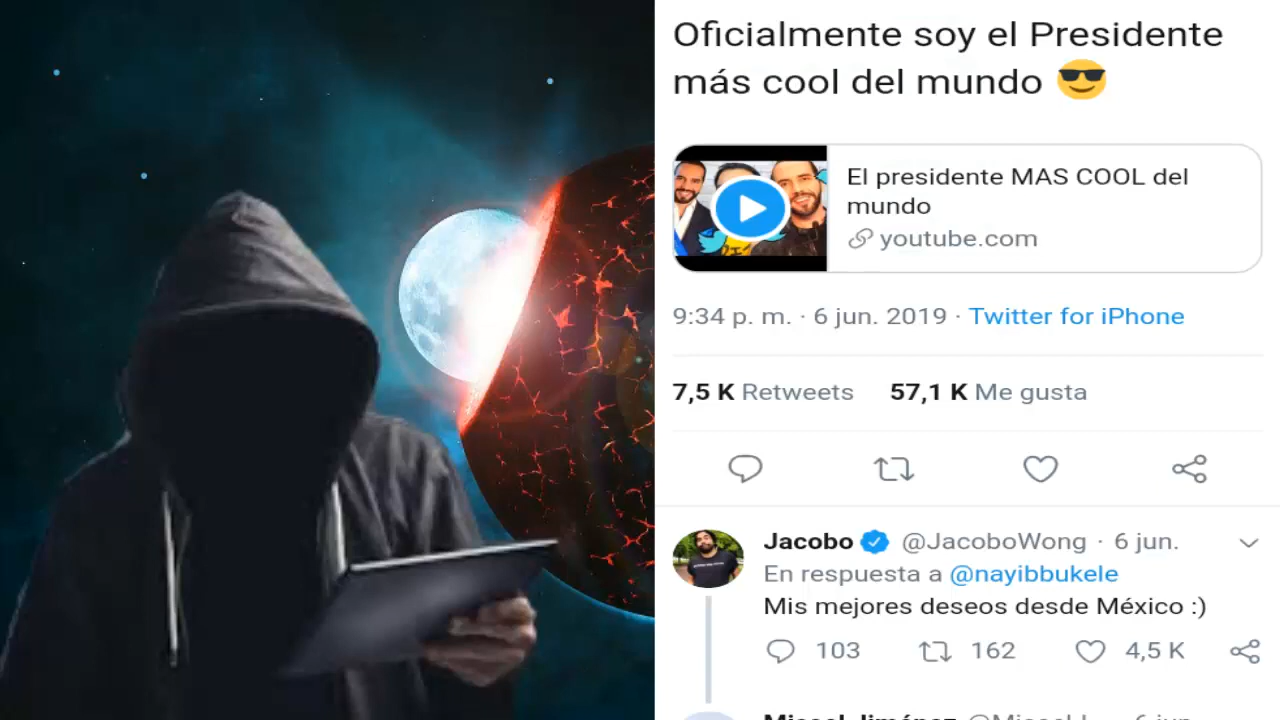 Oficialmente soy el Presidente
más cool del mundo 😎
El presidente MAS COOL del
mundo
youtube.com
9:34 p. m. · 6 jun. 2019 · Twitter for iPhone
7,5 K Retweets 57,1 K Me gusta
Jacobo @JacoboWong · 6 jun.
En respuesta a @nayibbukele
Mis mejores deseos desde México :)
103 162 4,5 K